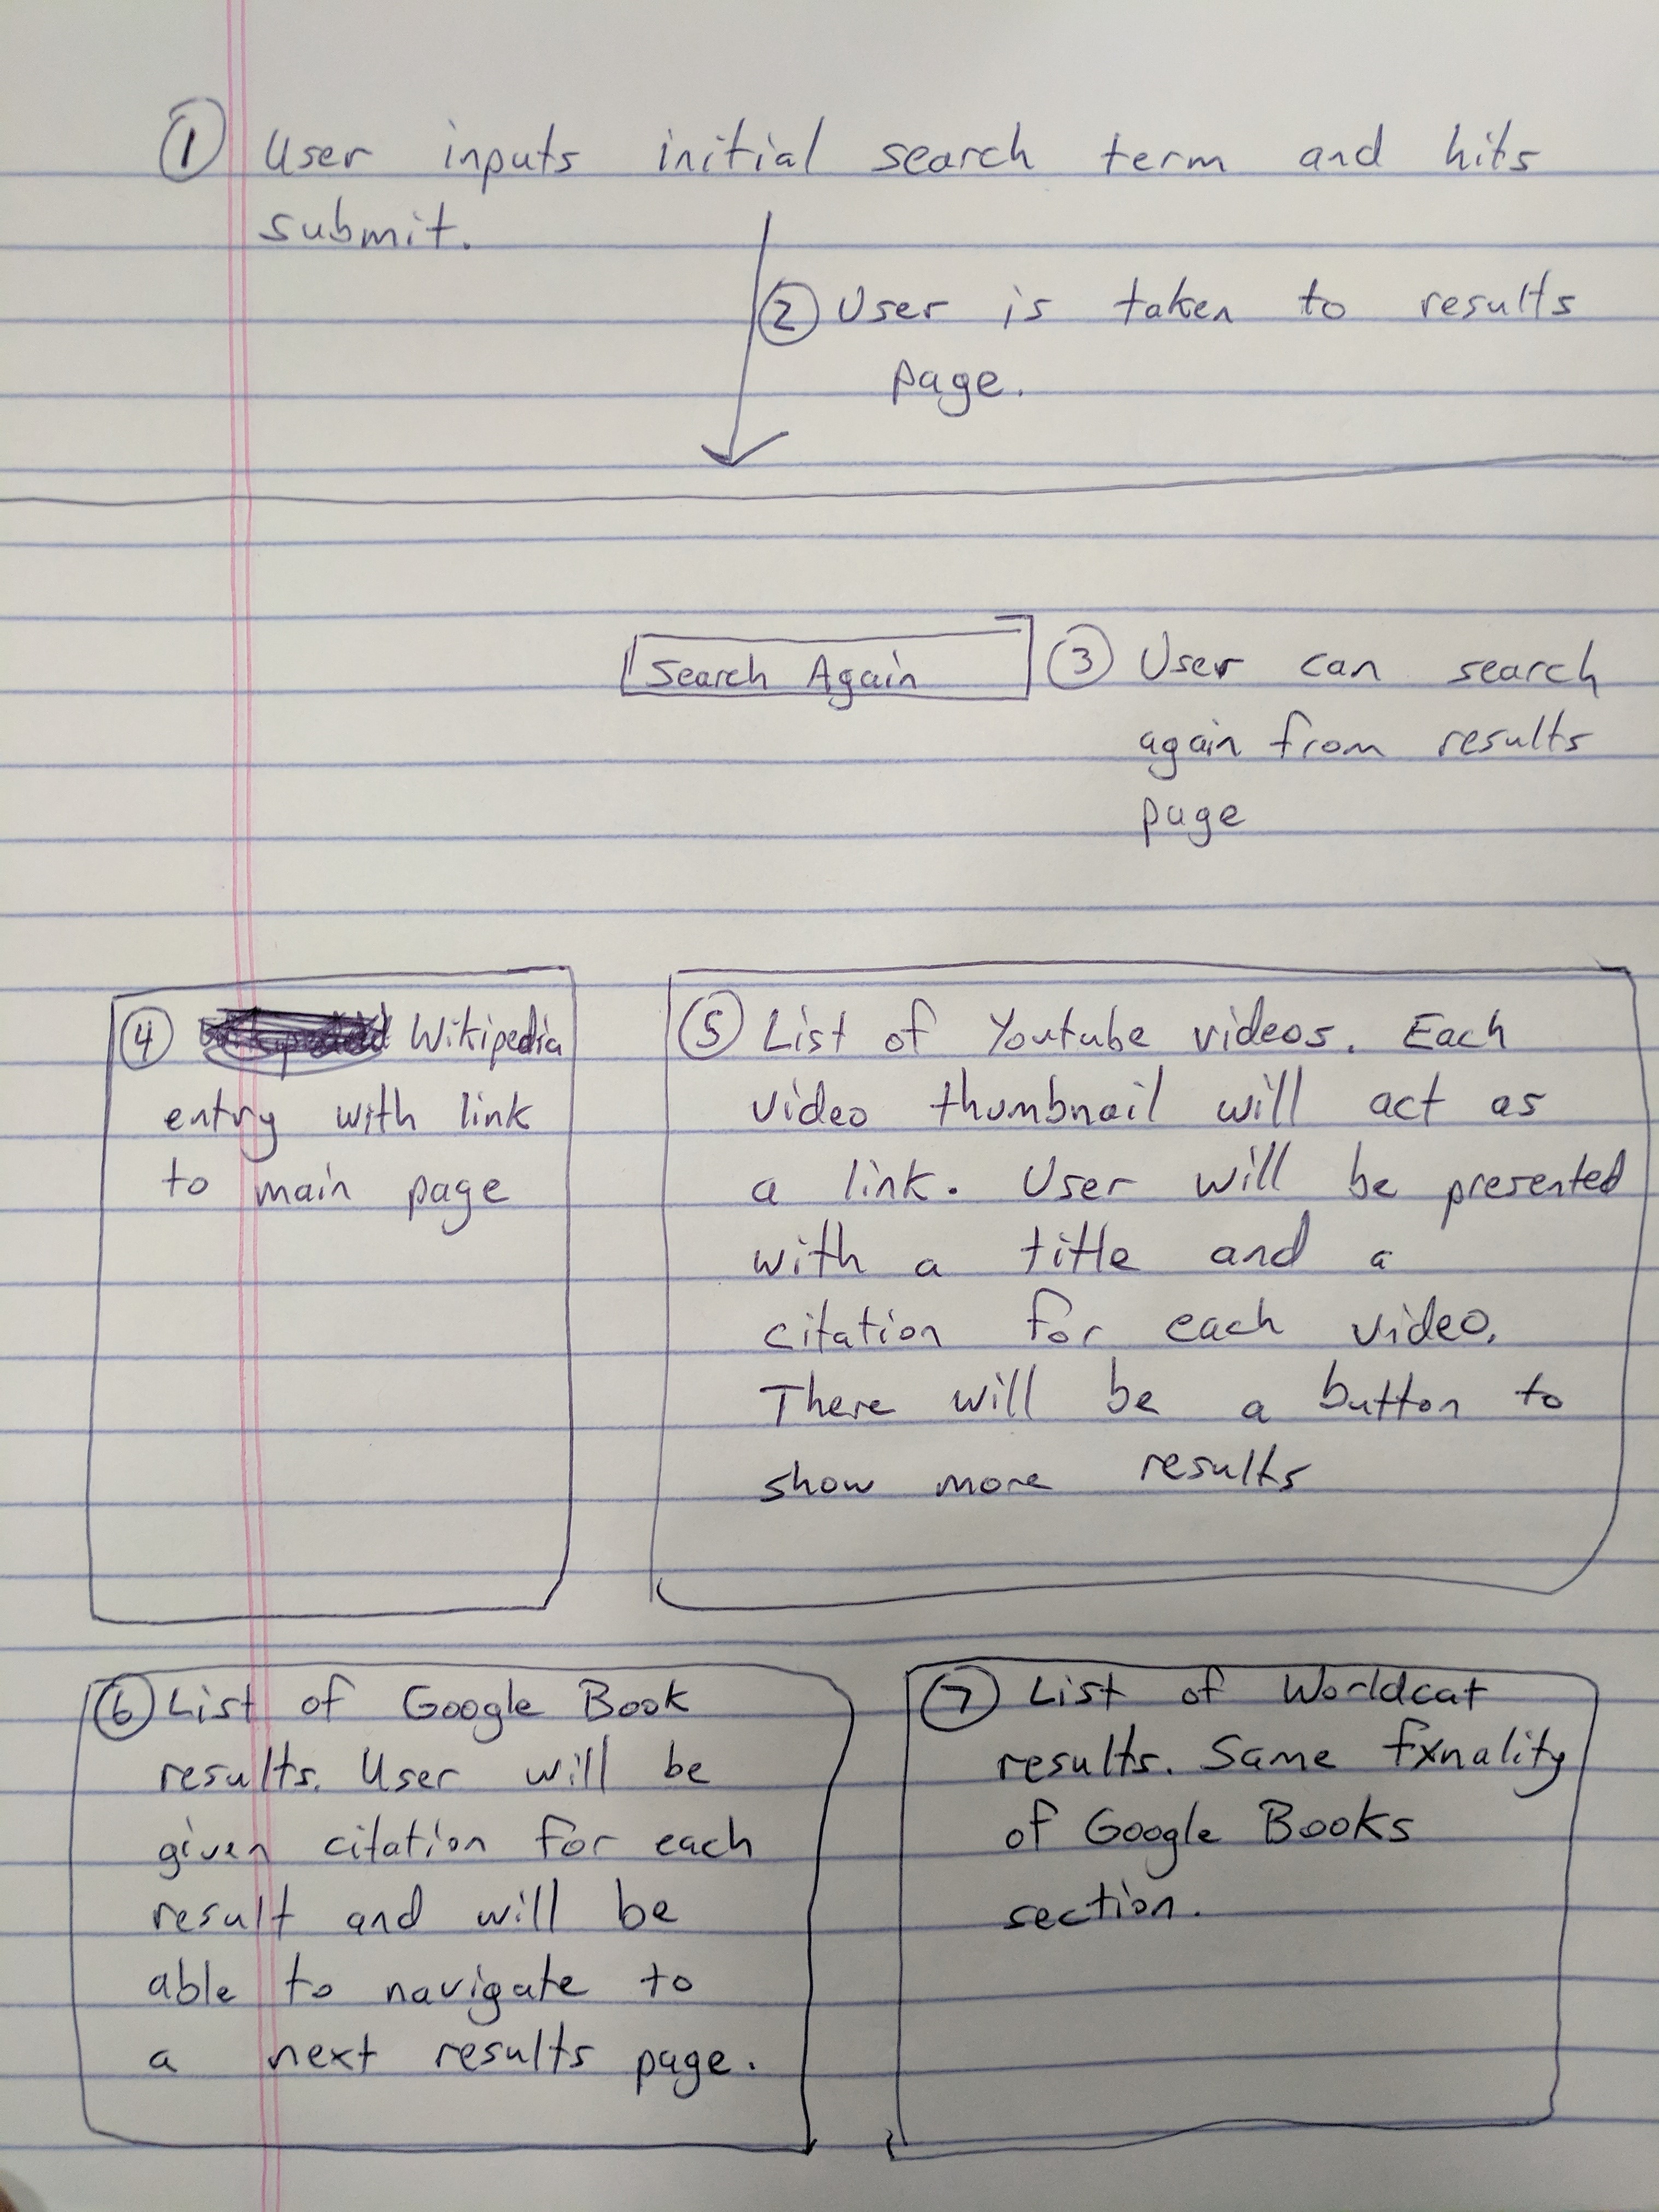 ① User inputs initial search term and hits
submit.
② User is taken to results
page.
Search Again
③ User can search
again from results
page
④ Wikipedia
entry with link
to main page
⑤ List of Youtube videos. Each
video thumbnail will act as
a link. User will be presented
with a title and a
citation for each video.
There will be a button to
show more results
⑥ List of Google Book
results. User will be
given citation for each
result and will be
able to navigate to
a next results page.
⑦ List of Worldcat
results. Same fxnality
of Google Books
section.